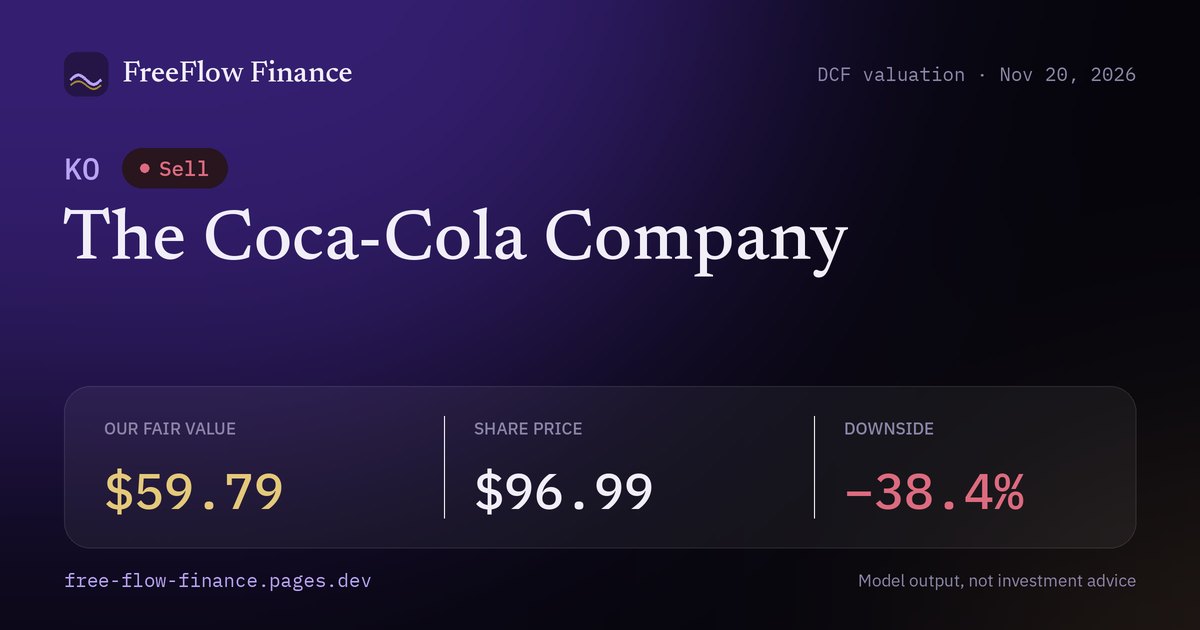 FreeFlow Finance
DCF valuation · Nov 20, 2026
KO
Sell
The Coca-Cola Company
OUR FAIR VALUE
$59.79
SHARE PRICE
$96.99
DOWNSIDE
−38.4%
free-flow-finance.pages.dev
Model output, not investment advice